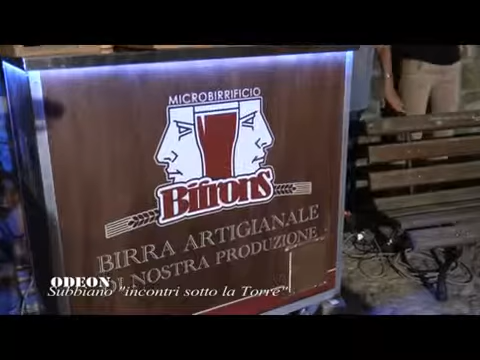 MICROBIRRIFICIO
Bifrons
BIRRA ARTIGIANALE
DI NOSTRA PRODUZIONE
ODEON
Subbiano "incontri sotto la Torre"